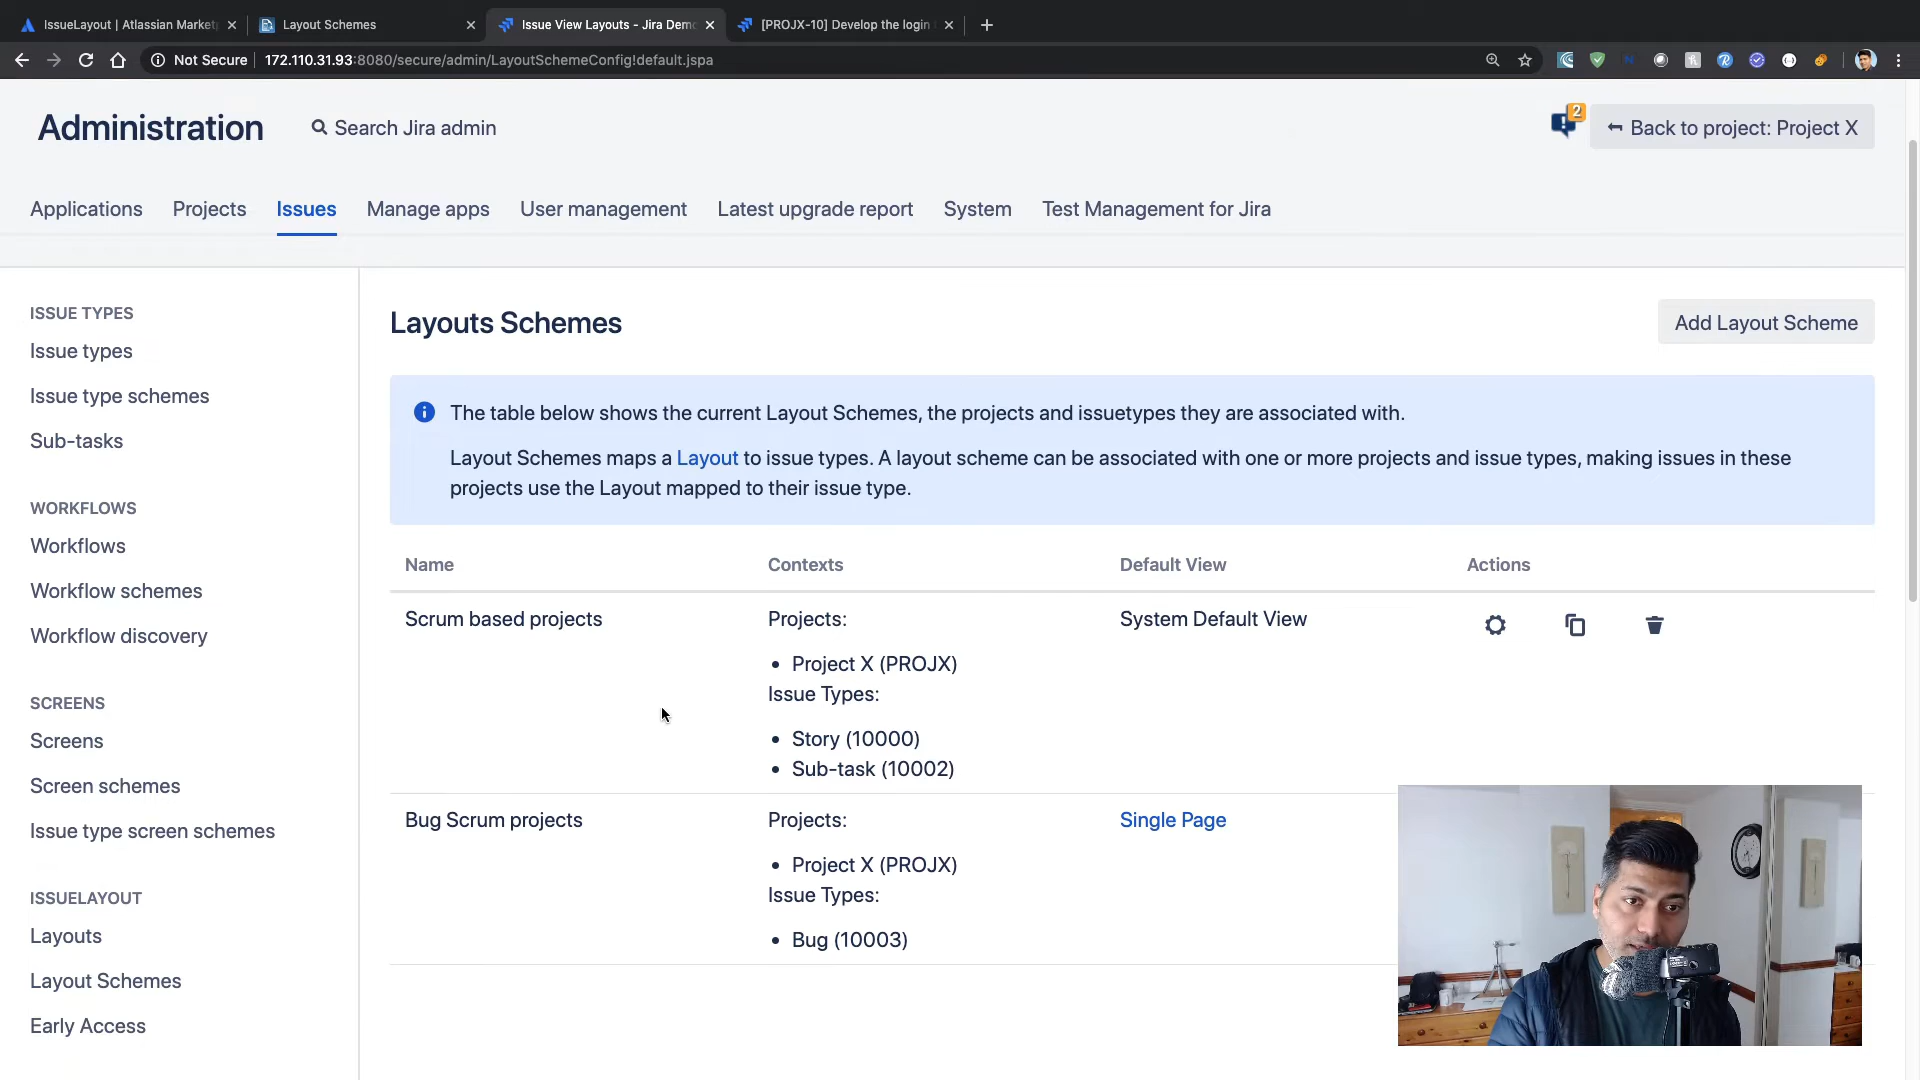 IssueLayout | Atlassian Market
Layout Schemes
Issue View Layouts - Jira Dem
[PROJX-10] Develop the login
Not Secure
172.110.31.93:8080/secure/admin/LayoutSchemeConfig!default.jspa
Administration
Search Jira admin
2
Back to project: Project X
Applications
Projects
Issues
Manage apps
User management
Latest upgrade report
System
Test Management for Jira
ISSUE TYPES
Issue types
Issue type schemes
Sub-tasks
WORKFLOWS
Workflows
Workflow schemes
Workflow discovery
SCREENS
Screens
Screen schemes
Issue type screen schemes
ISSUELAYOUT
Layouts
Layout Schemes
Early Access
Layouts Schemes
Add Layout Scheme
The table below shows the current Layout Schemes, the projects and issuetypes they are associated with.
Layout Schemes maps a Layout to issue types. A layout scheme can be associated with one or more projects and issue types, making issues in these
projects use the Layout mapped to their issue type.
Name
Contexts
Default View
Actions
Scrum based projects
Projects:
• Project X (PROJX)
Issue Types:
• Story (10000)
• Sub-task (10002)
System Default View
Bug Scrum projects
Projects:
• Project X (PROJX)
Issue Types:
• Bug (10003)
Single Page